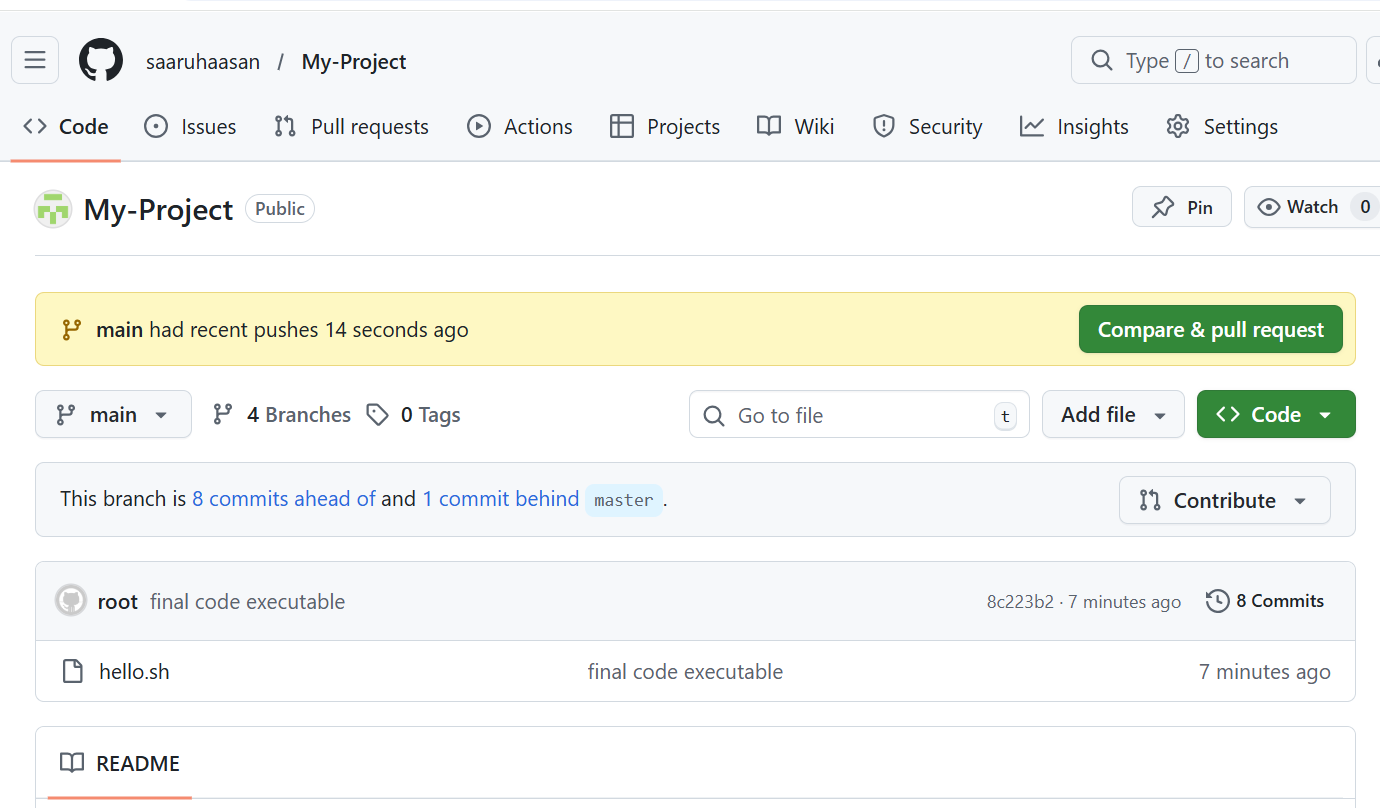 saaruhaasan / My-Project
Type / to search
Code Issues Pull requests Actions Projects Wiki Security Insights Settings
My-Project Public
Pin Watch 0
main had recent pushes 14 seconds ago
Compare & pull request
main 4 Branches 0 Tags
Go to file t
Add file Code
This branch is 8 commits ahead of and 1 commit behind master .
Contribute
root final code executable 8c223b2 · 7 minutes ago 8 Commits
hello.sh final code executable 7 minutes ago
README